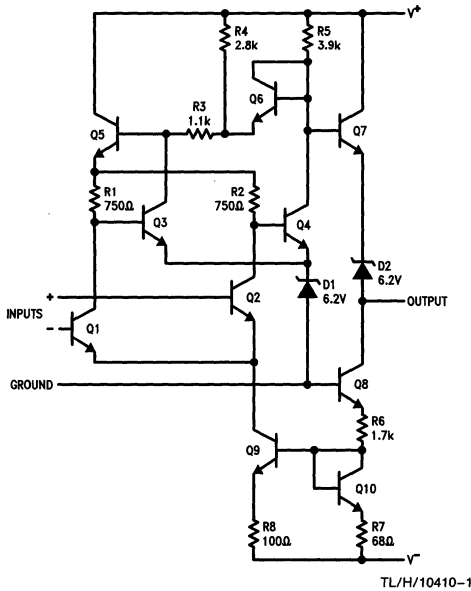 V+
R4
2.8k
R5
3.9k
Q6
R3
1.1k
Q5
Q7
R1
750Ω
R2
750Ω
Q3
Q4
D2
6.2V
D1
6.2V
+
Q2
INPUTS
OUTPUT
−
Q1
GROUND
Q8
R6
1.7k
Q9
Q10
R8
100Ω
R7
68Ω
V−
TL/H/10410-1